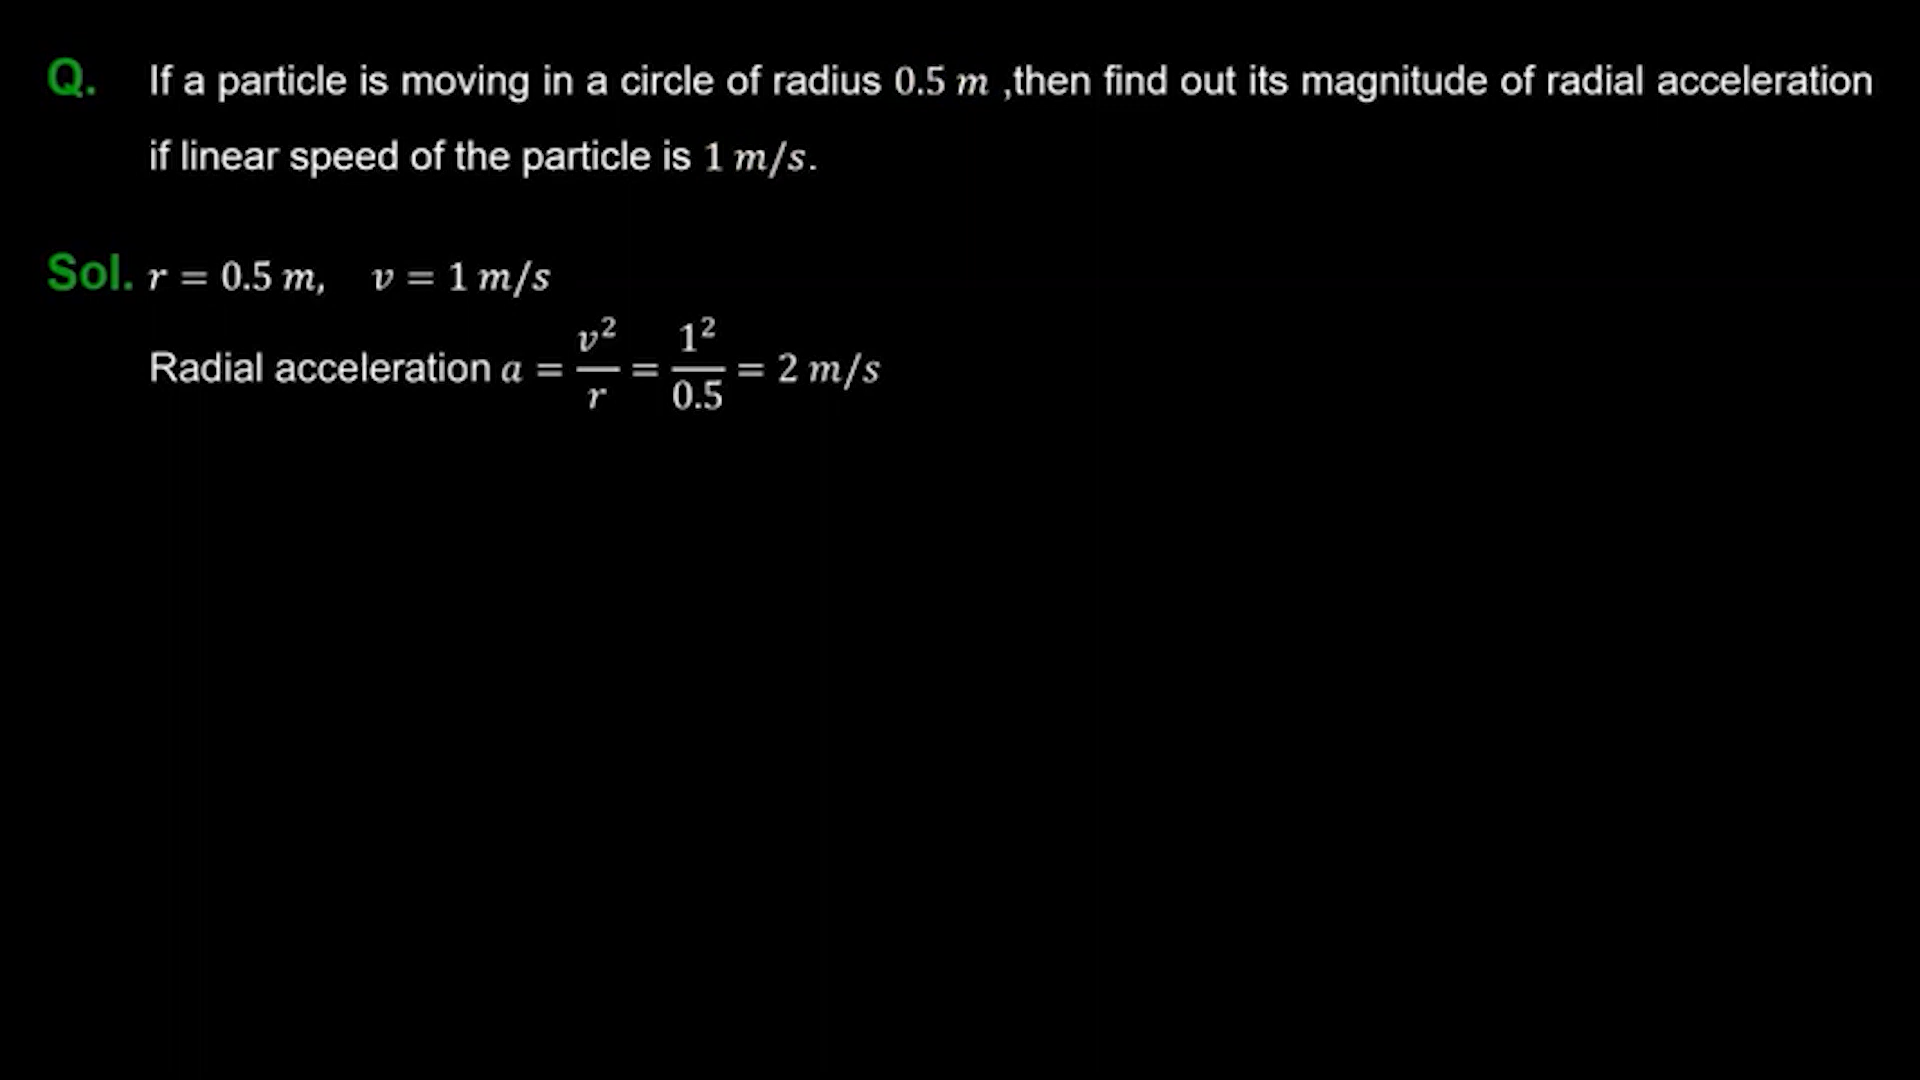 Q. If a particle is moving in a circle of radius 0.5 m ,then find out its magnitude of radial acceleration
if linear speed of the particle is 1 m/s.
Sol. r = 0.5 m, v = 1 m/s
Radial acceleration a = v²/r = 1²/0.5 = 2 m/s